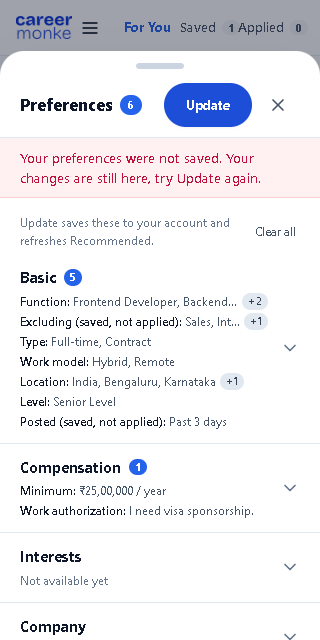 career
monke
For You Saved 1 Applied 0
Preferences 6 Update
Your preferences were not saved. Your
changes are still here, try Update again.
Update saves these to your account and
refreshes Recommended.
Clear all
Basic 5
Function: Frontend Developer, Backend... +2
Excluding (saved, not applied): Sales, Int... +1
Type: Full-time, Contract
Work model: Hybrid, Remote
Location: India, Bengaluru, Karnataka +1
Level: Senior Level
Posted (saved, not applied): Past 3 days
Compensation 1
Minimum: ₹25,00,000 / year
Work authorization: I need visa sponsorship.
Interests
Not available yet
Company